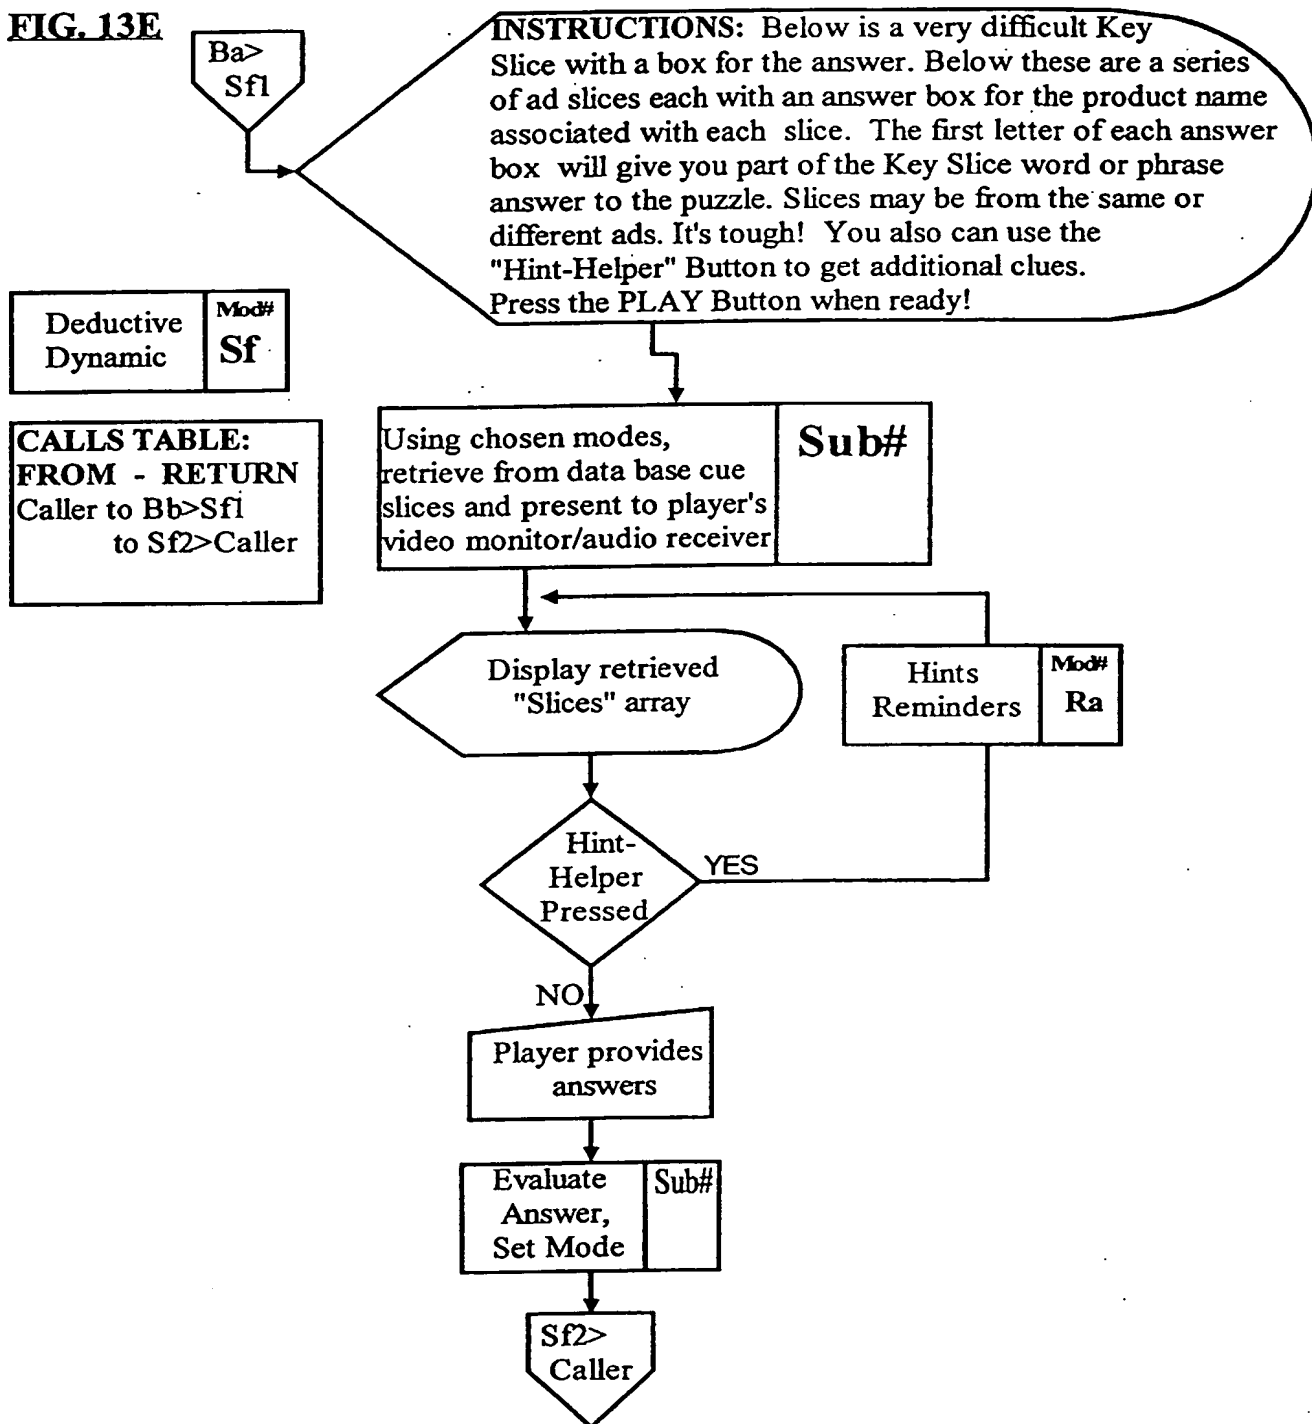 FIG. 13E
Ba>
Sf1
INSTRUCTIONS: Below is a very difficult Key
Slice with a box for the answer. Below these are a series
of ad slices each with an answer box for the product name
associated with each slice. The first letter of each answer
box will give you part of the Key Slice word or phrase
answer to the puzzle. Slices may be from the same or
different ads. It's tough! You also can use the
"Hint-Helper" Button to get additional clues.
Press the PLAY Button when ready!
Deductive
Dynamic
Mod#
Sf
CALLS TABLE:
FROM - RETURN
Caller to Bb>Sf1
to Sf2>Caller
Using chosen modes,
retrieve from data base cue
slices and present to player's
video monitor/audio receiver
Sub#
Display retrieved
"Slices" array
Hints
Reminders
Mod#
Ra
Hint-
Helper
Pressed
YES
NO
Player provides
answers
Evaluate
Answer,
Set Mode
Sub#
Sf2>
Caller